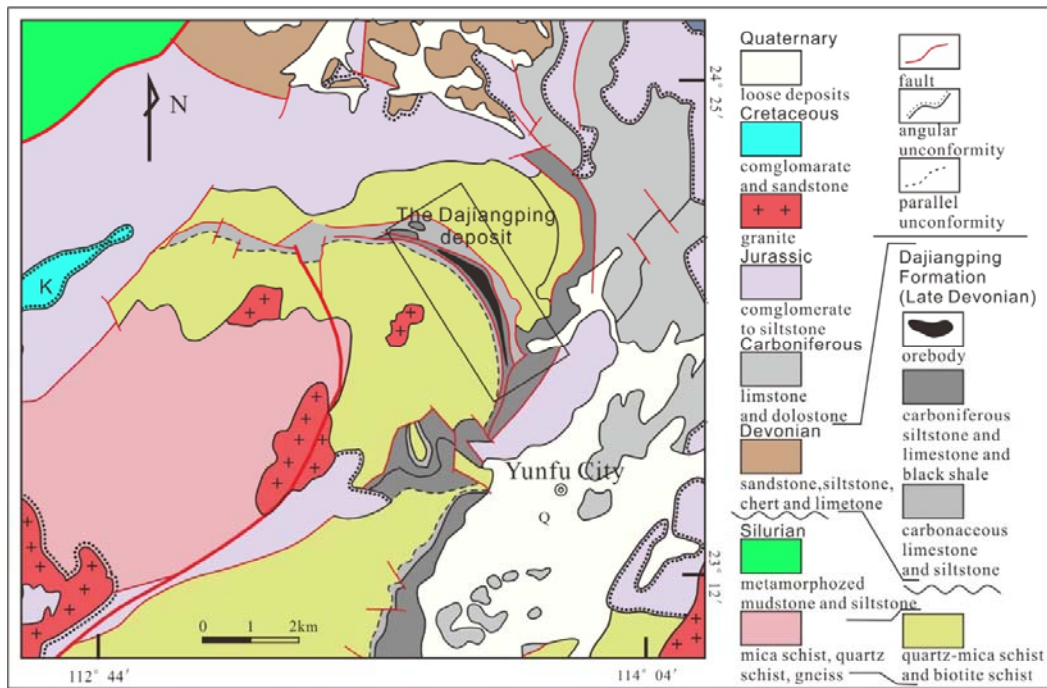 N
The Dajiangping
deposit
K
Yunfu City
Q
0 1 2km
112° 44′
114° 04′
24° 25′
23° 12′
Quaternary
loose deposits
Cretaceous
comglomarate
and sandstone
granite
Jurassic
comglomerate
to siltstone
Carboniferous
limstone
and dolostone
Devonian
sandstone,siltstone,
chert and limetone
Silurian
metamorphozed
mudstone and siltstone
mica schist, quartz
schist, gneiss
fault
angular
unconformity
parallel
unconformity
Dajiangping
Formation
(Late Devonian)
orebody
carboniferous
siltstone and
limestone and
black shale
carbonaceous
limestone
and siltstone
quartz-mica schist
and biotite schist